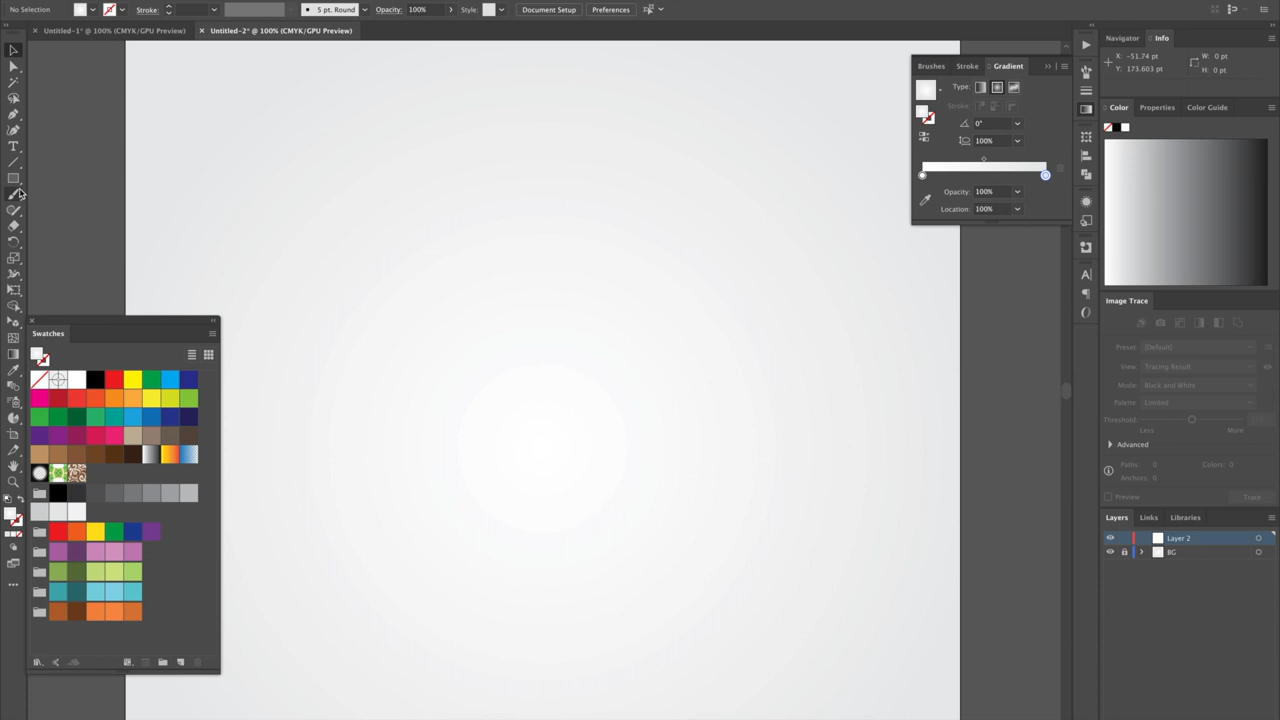 No Selection Stroke: 5 pt. Round Opacity: 100% Style: Document Setup Preferences
Untitled-1* @ 100% (CMYK/GPU Preview) Untitled-2* @ 100% (CMYK/GPU Preview)
Navigator Info
X: -51.74 pt
Y: 173.603 pt
W: 0 pt
H: 0 pt
Brushes Stroke Gradient
Type:
Stroke:
0°
100%
Opacity: 100%
Location: 100%
Color Properties Color Guide
Image Trace
Preset: [Default]
View: Tracing Result
Mode: Black and White
Palette: Limited
Threshold:
Less More
Advanced
Paths: 0 Colors: 0
Anchors: 0
Preview Trace
Swatches
Layers Links Libraries
Layer 2
BG